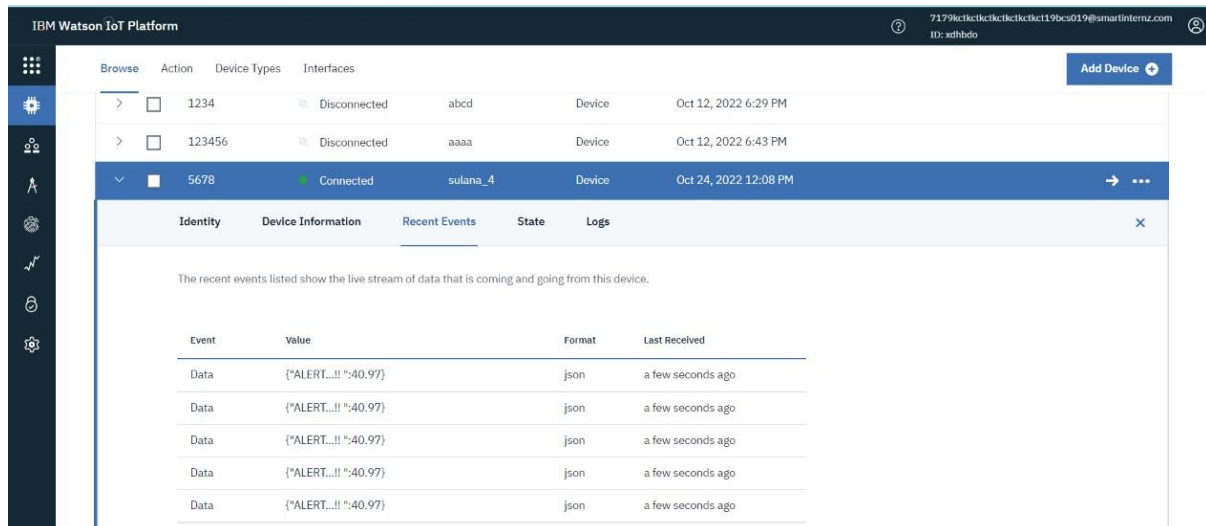 IBM Watson IoT Platform
7179kctkctkctkctkctkctkct19bcs019@smartinternz.com
ID: xdhbdo
Browse Action Device Types Interfaces
Add Device
1234 Disconnected abcd Device Oct 12, 2022 6:29 PM
123456 Disconnected aaaa Device Oct 12, 2022 6:43 PM
5678 Connected sulana_4 Device Oct 24, 2022 12:08 PM
Identity Device Information Recent Events State Logs
The recent events listed show the live stream of data that is coming and going from this device.
Event Value Format Last Received
Data {"ALERT...!! ":40.97} json a few seconds ago
Data {"ALERT...!! ":40.97} json a few seconds ago
Data {"ALERT...!! ":40.97} json a few seconds ago
Data {"ALERT...!! ":40.97} json a few seconds ago
Data {"ALERT...!! ":40.97} json a few seconds ago